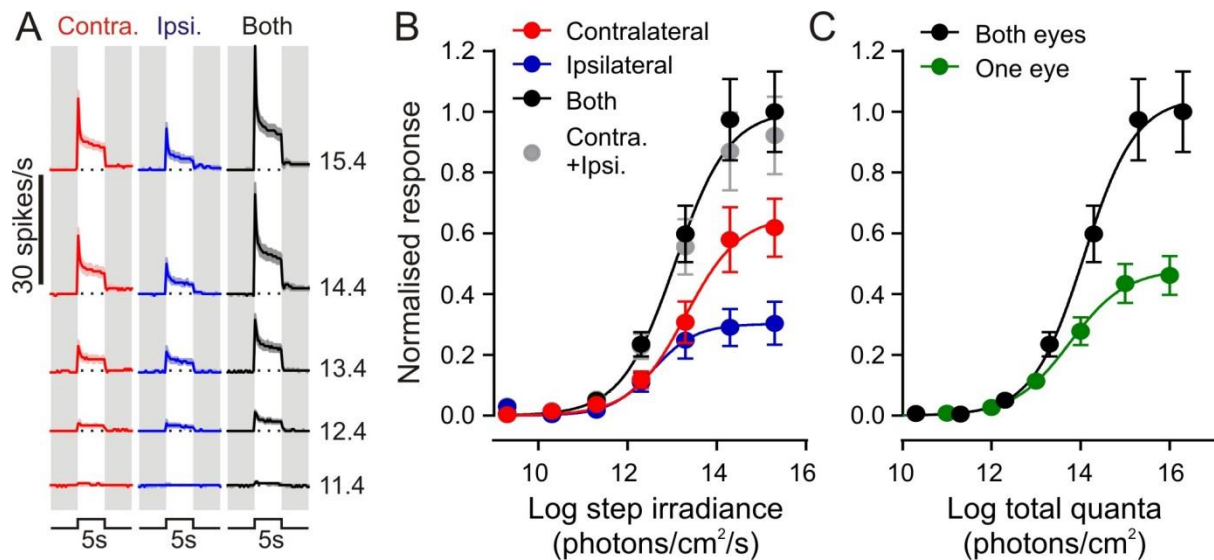 A
Contra. Ipsi. Both
30 spikes/s
15.4
14.4
13.4
12.4
11.4
5s 5s 5s
B
Contralateral
Ipsilateral
Both
Contra.
+Ipsi.
Normalised response
1.2
1.0
0.8
0.6
0.4
0.2
0.0
10 12 14 16
Log step irradiance
(photons/cm²/s)
C
Both eyes
One eye
1.2
1.0
0.8
0.6
0.4
0.2
0.0
10 12 14 16
Log total quanta
(photons/cm²)